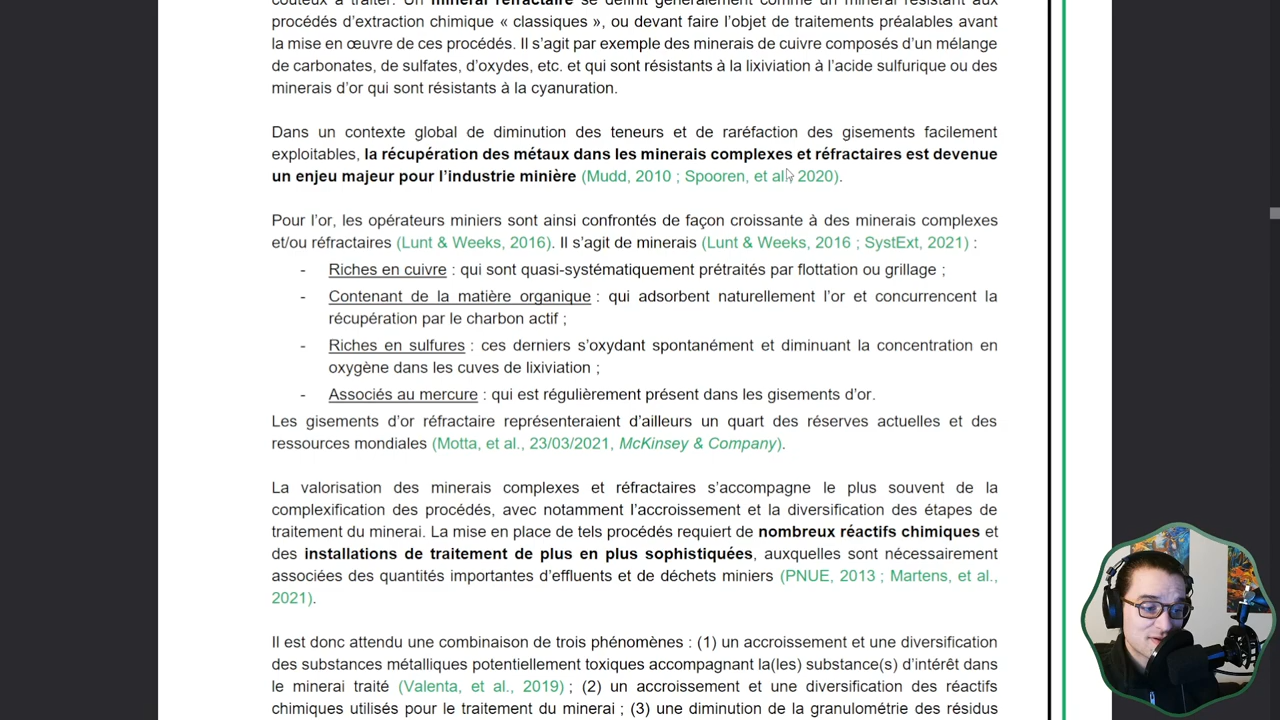 coûteux à traiter. Un minerai réfractaire se définit généralement comme un minerai résistant aux
procédés d'extraction chimique « classiques », ou devant faire l'objet de traitements préalables avant
la mise en œuvre de ces procédés. Il s'agit par exemple des minerais de cuivre composés d'un mélange
de carbonates, de sulfates, d'oxydes, etc. et qui sont résistants à la lixiviation à l'acide sulfurique ou des
minerais d'or qui sont résistants à la cyanuration.
Dans un contexte global de diminution des teneurs et de raréfaction des gisements facilement
exploitables, la récupération des métaux dans les minerais complexes et réfractaires est devenue
un enjeu majeur pour l'industrie minière (Mudd, 2010 ; Spooren, et al., 2020).
Pour l'or, les opérateurs miniers sont ainsi confrontés de façon croissante à des minerais complexes
et/ou réfractaires (Lunt & Weeks, 2016). Il s'agit de minerais (Lunt & Weeks, 2016 ; SystExt, 2021) :
- Riches en cuivre : qui sont quasi-systématiquement prétraités par flottation ou grillage ;
- Contenant de la matière organique : qui adsorbent naturellement l'or et concurrencent la
récupération par le charbon actif ;
- Riches en sulfures : ces derniers s'oxydant spontanément et diminuant la concentration en
oxygène dans les cuves de lixiviation ;
- Associés au mercure : qui est régulièrement présent dans les gisements d'or.
Les gisements d'or réfractaire représenteraient d'ailleurs un quart des réserves actuelles et des
ressources mondiales (Motta, et al., 23/03/2021, McKinsey & Company).
La valorisation des minerais complexes et réfractaires s'accompagne le plus souvent de la
complexification des procédés, avec notamment l'accroissement et la diversification des étapes de
traitement du minerai. La mise en place de tels procédés requiert de nombreux réactifs chimiques et
des installations de traitement de plus en plus sophistiquées, auxquelles sont nécessairement
associées des quantités importantes d'effluents et de déchets miniers (PNUE, 2013 ; Martens, et al.,
2021).
Il est donc attendu une combinaison de trois phénomènes : (1) un accroissement et une diversification
des substances métalliques potentiellement toxiques accompagnant la(les) substance(s) d'intérêt dans
le minerai traité (Valenta, et al., 2019) ; (2) un accroissement et une diversification des réactifs
chimiques utilisés pour le traitement du minerai ; (3) une diminution de la granulométrie des résidus